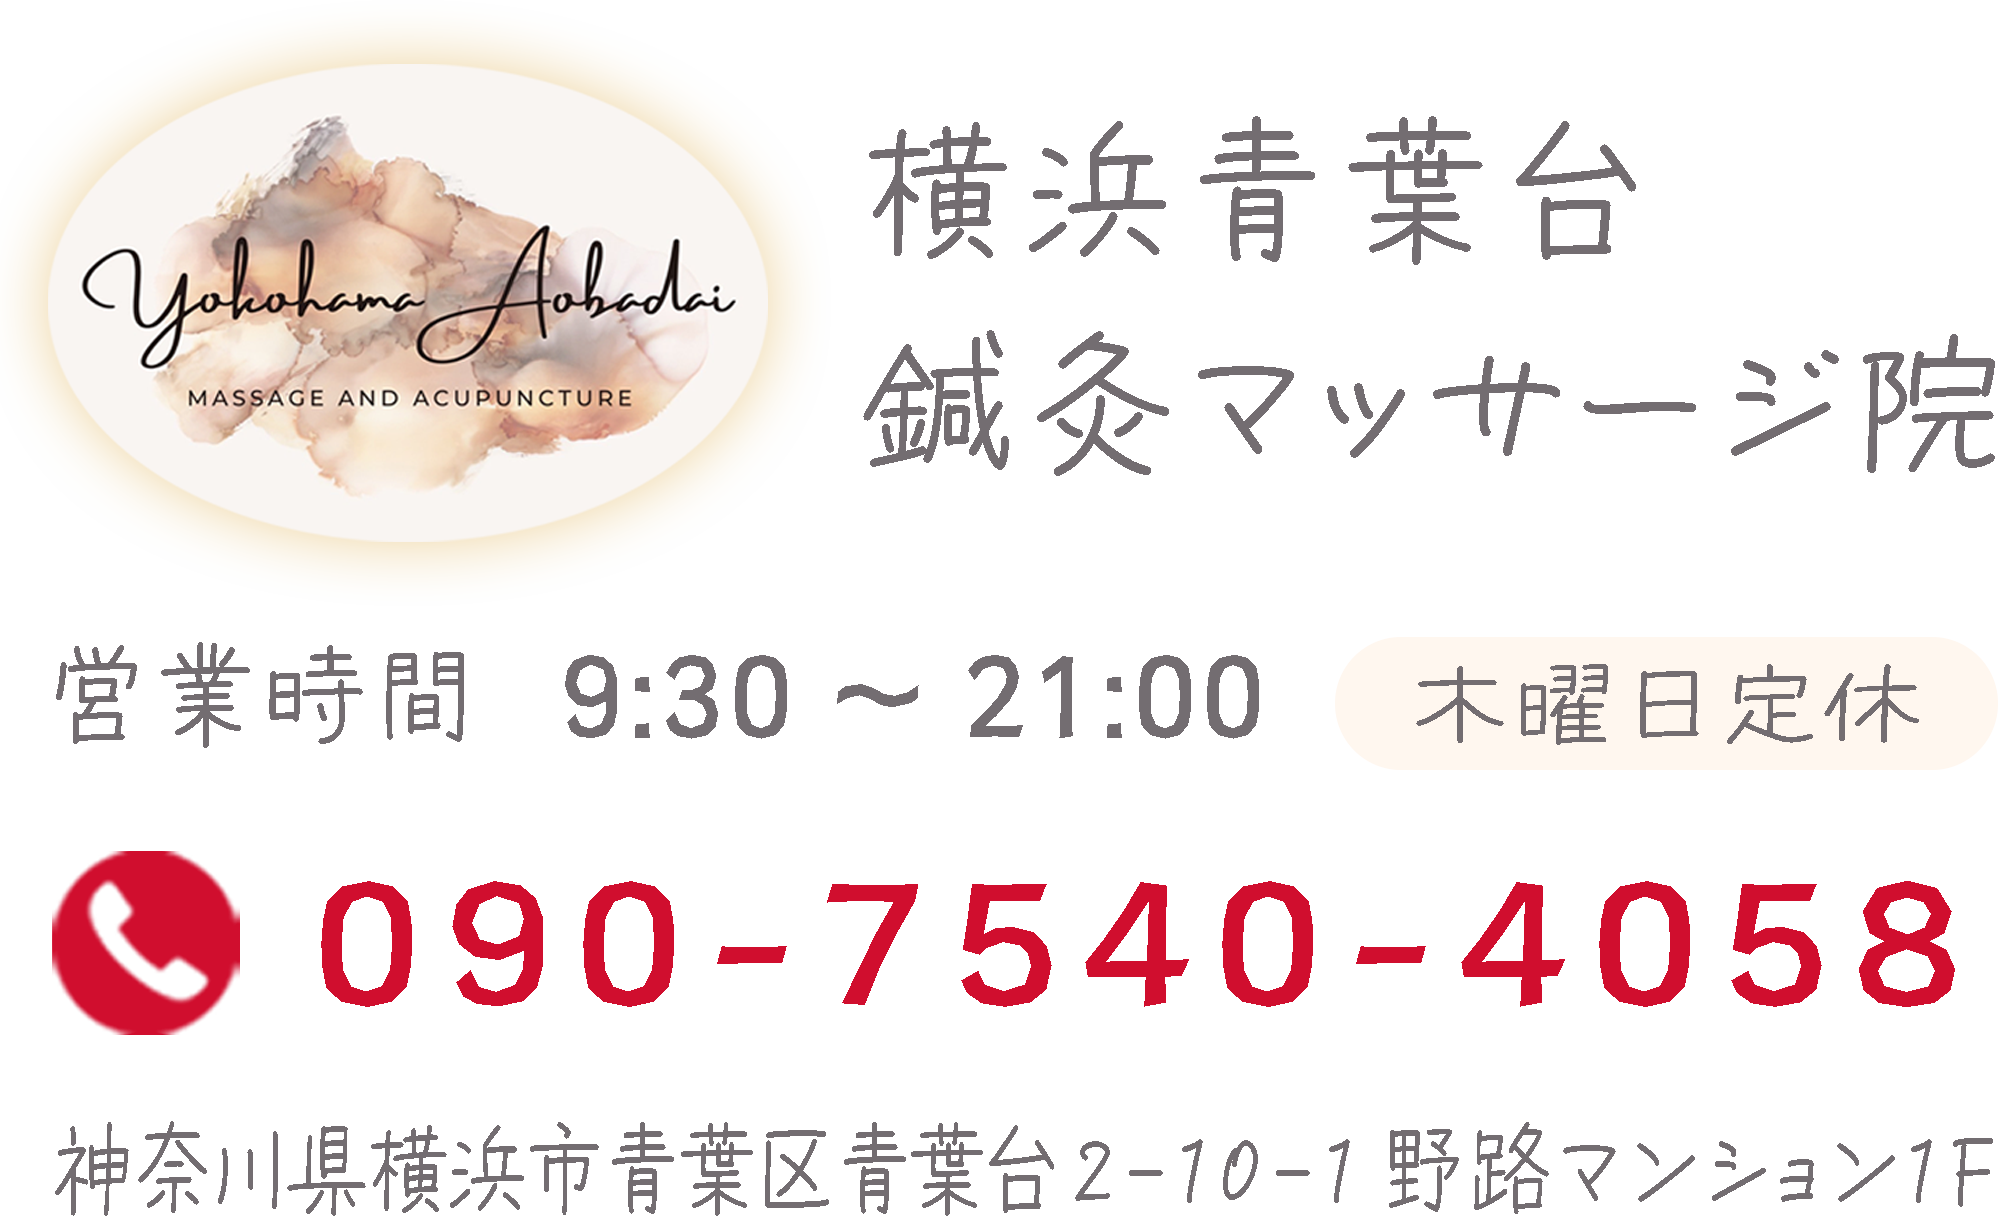 Yokohama Aobadai
MASSAGE AND ACUPUNCTURE
横浜青葉台
鍼灸マッサージ院
営業時間 9:30 ~ 21:00 木曜日定休
090-7540-4058
神奈川県横浜市青葉区青葉台2-10-1 野路マンション1F